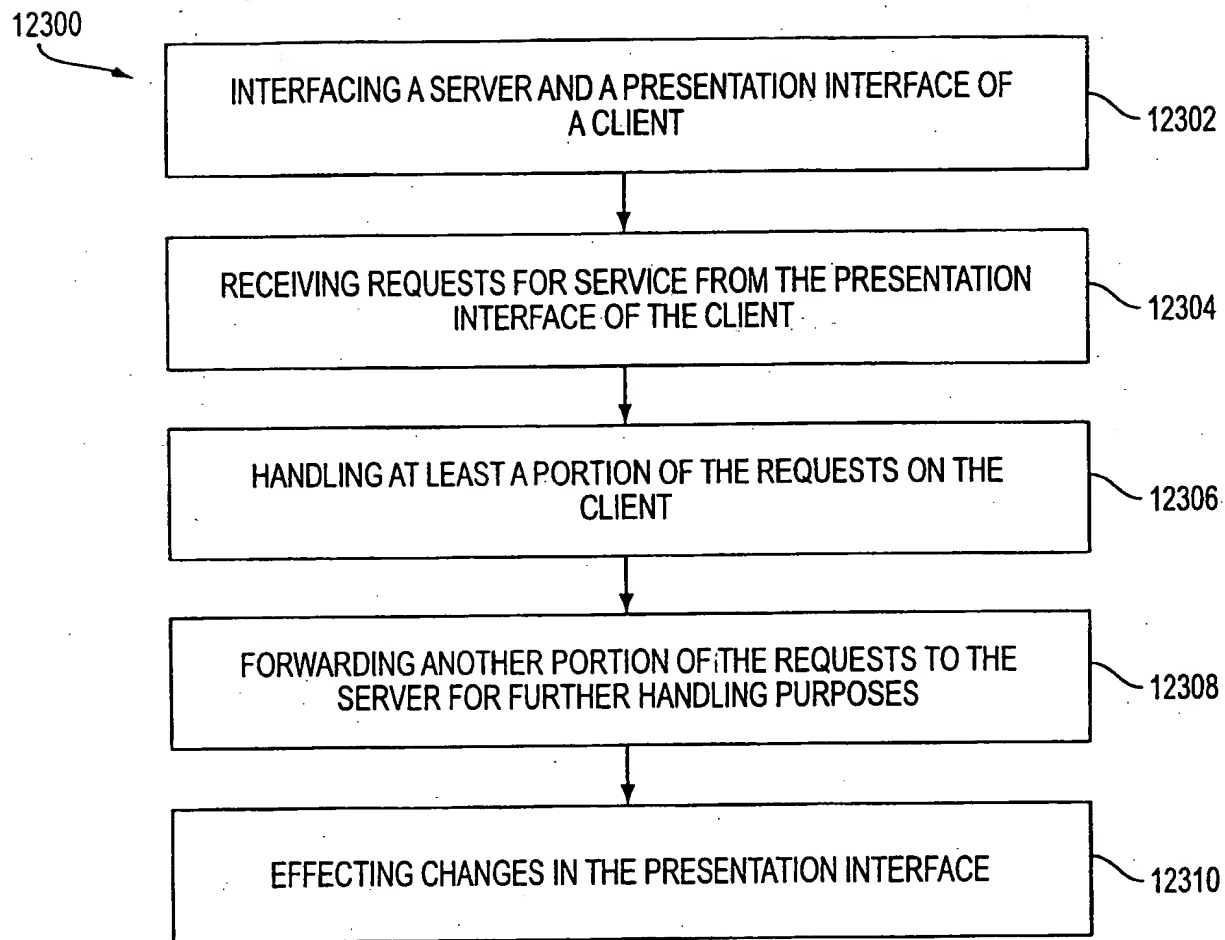 12300
INTERFACING A SERVER AND A PRESENTATION INTERFACE OF
A CLIENT
12302
RECEIVING REQUESTS FOR SERVICE FROM THE PRESENTATION
INTERFACE OF THE CLIENT
12304
HANDLING AT LEAST A PORTION OF THE REQUESTS ON THE
CLIENT
12306
FORWARDING ANOTHER PORTION OF THE REQUESTS TO THE
SERVER FOR FURTHER HANDLING PURPOSES
12308
EFFECTING CHANGES IN THE PRESENTATION INTERFACE
12310